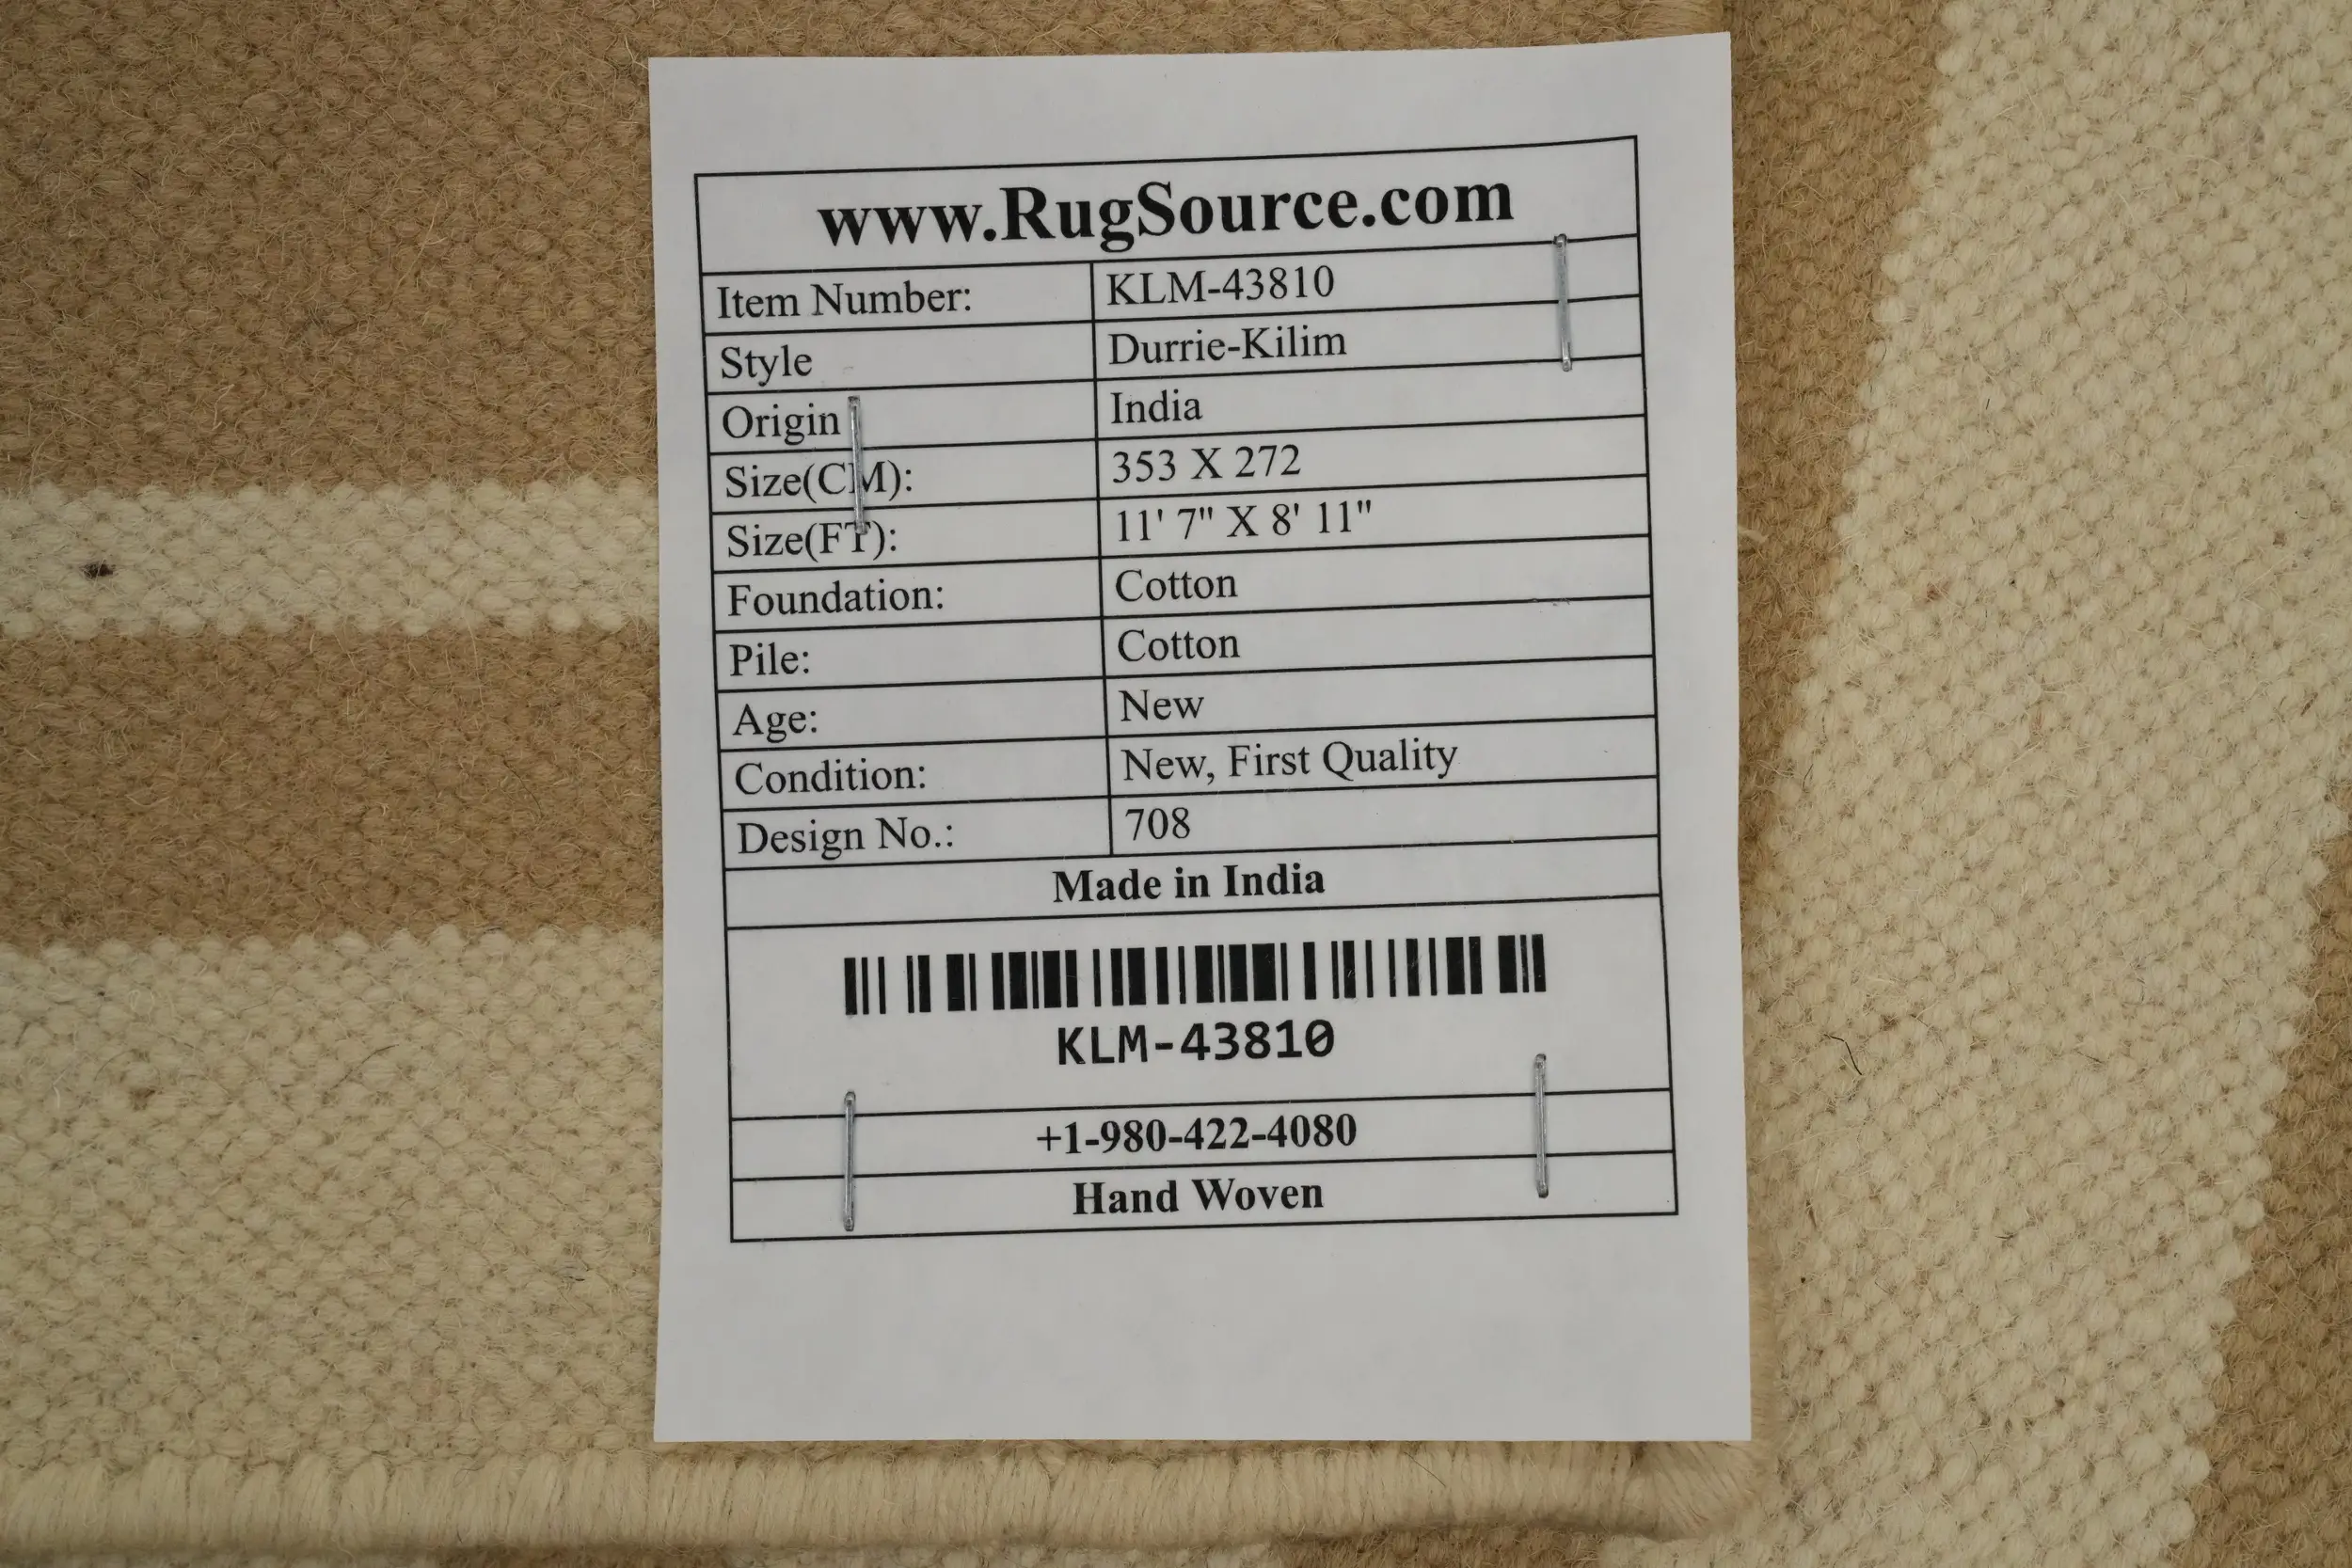 www.RugSource.com
Item Number: KLM-43810
Style Durrie-Kilim
Origin India
Size(CM): 353 X 272
Size(FT): 11' 7" X 8' 11"
Foundation: Cotton
Pile: Cotton
Age: New
Condition: New, First Quality
Design No.: 708
Made in India
KLM-43810
+1-980-422-4080
Hand Woven